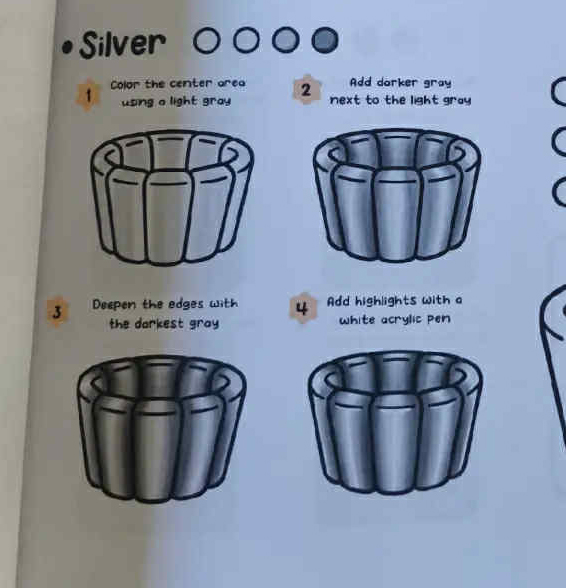 • Silver
1
Color the center area
using a light gray
2
Add darker gray
next to the light gray
3
Deepen the edges with
the darkest gray
4
Add highlights with a
white acrylic pen